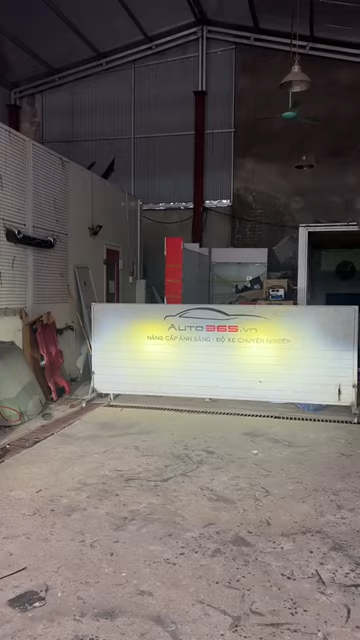 AUTO365.vn
NÂNG CẤP ÁNH SÁNG - ĐỘ XE CHUYÊN NGHIỆP